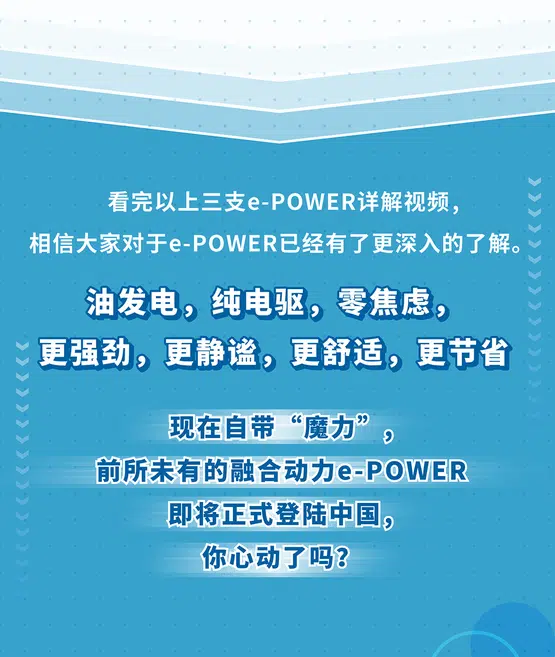 看完以上三支e-POWER详解视频，
相信大家对于e-POWER已经有了更深入的了解。
油发电，纯电驱，零焦虑，
更强劲，更静谧，更舒适，更节省
现在自带“魔力”，
前所未有的融合动力e-POWER
即将正式登陆中国，
你心动了吗？